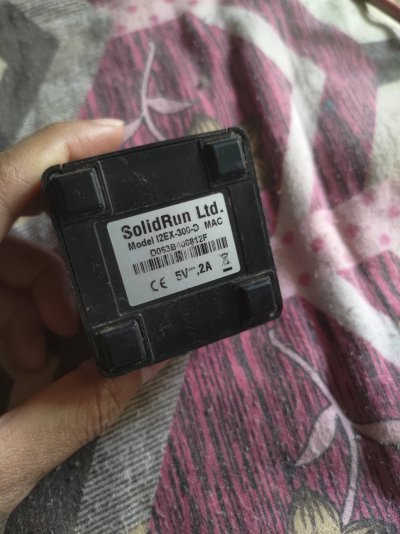 SolidRun Ltd.
Model I2EX-300-D MAC
D063B400812F
CE 5V⎓,2A